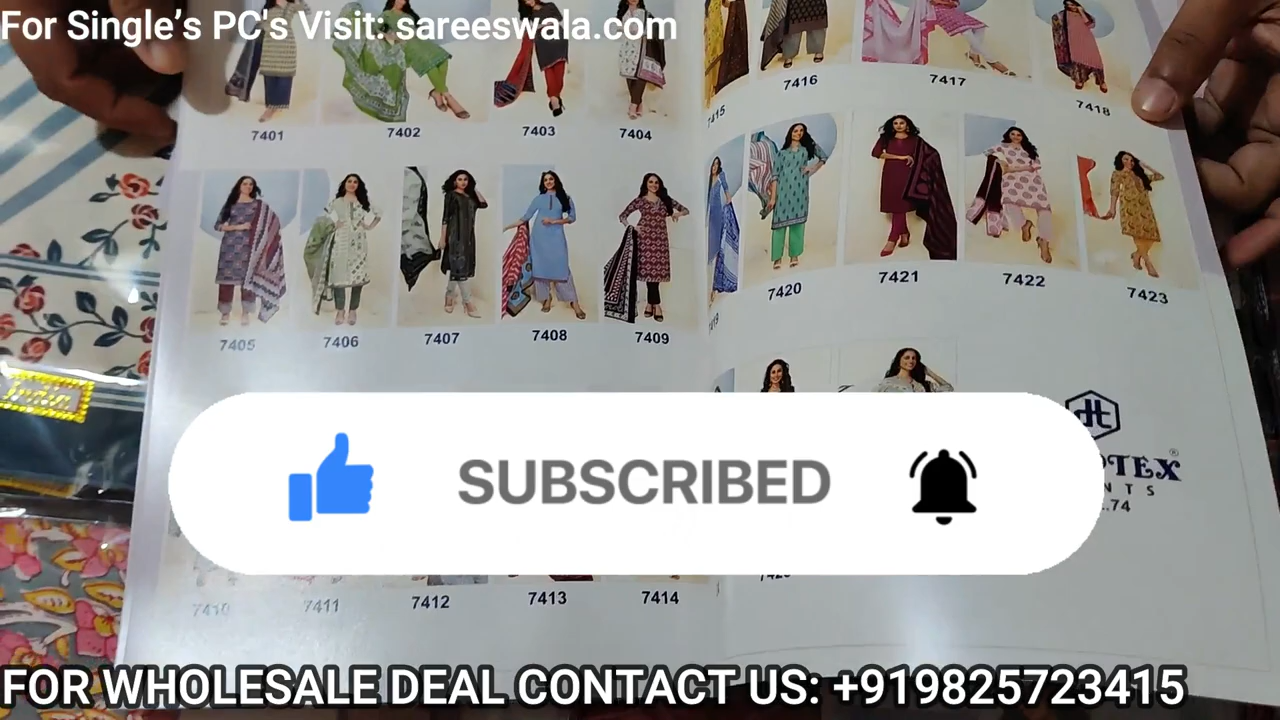 For Single’s PC's Visit: sareeswala.com
7401 7402 7403 7404
7405 7406 7407 7408 7409
7410 7411 7412 7413 7414
7415 7416 7417 7418
7420 7421 7422 7423
SUBSCRIBED
®
FOR WHOLESALE DEAL CONTACT US: +919825723415